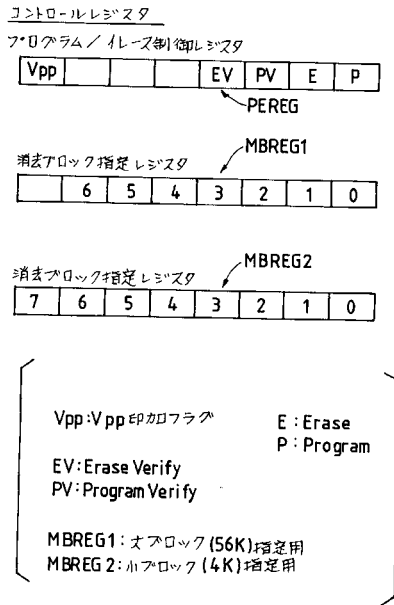 コントロールレジスタ
プログラム/イレーズ制御レジスタ
Vpp EV PV E P
PEREG
MBREG1
消去ブロック指定レジスタ
6 5 4 3 2 1 0
MBREG2
消去ブロック指定レジスタ
7 6 5 4 3 2 1 0
Vpp:Vpp印加フラグ
E:Erase
P:Program
EV:Erase Verify
PV:Program Verify
MBREG1:大ブロック(56K)指定用
MBREG2:小ブロック(4K)指定用